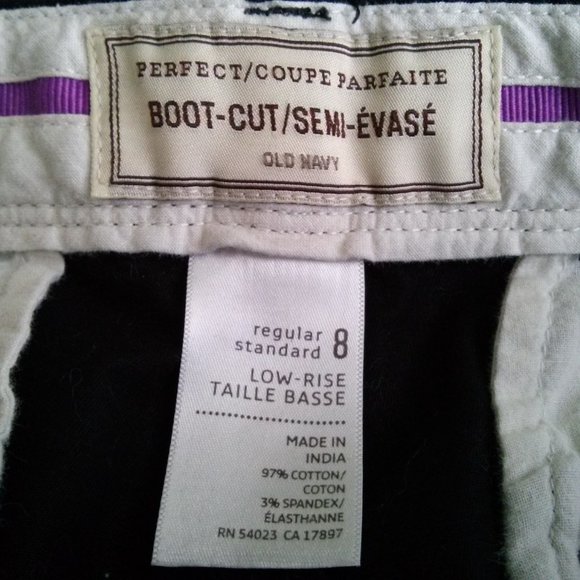 PERFECT/COUPE PARFAITE
BOOT-CUT/SEMI-ÉVASÉ
OLD NAVY
regular
standard 8
LOW-RISE
TAILLE BASSE
MADE IN
INDIA
97% COTTON/
COTON
3% SPANDEX/
ÉLASTHANNE
RN 54023 CA 17897